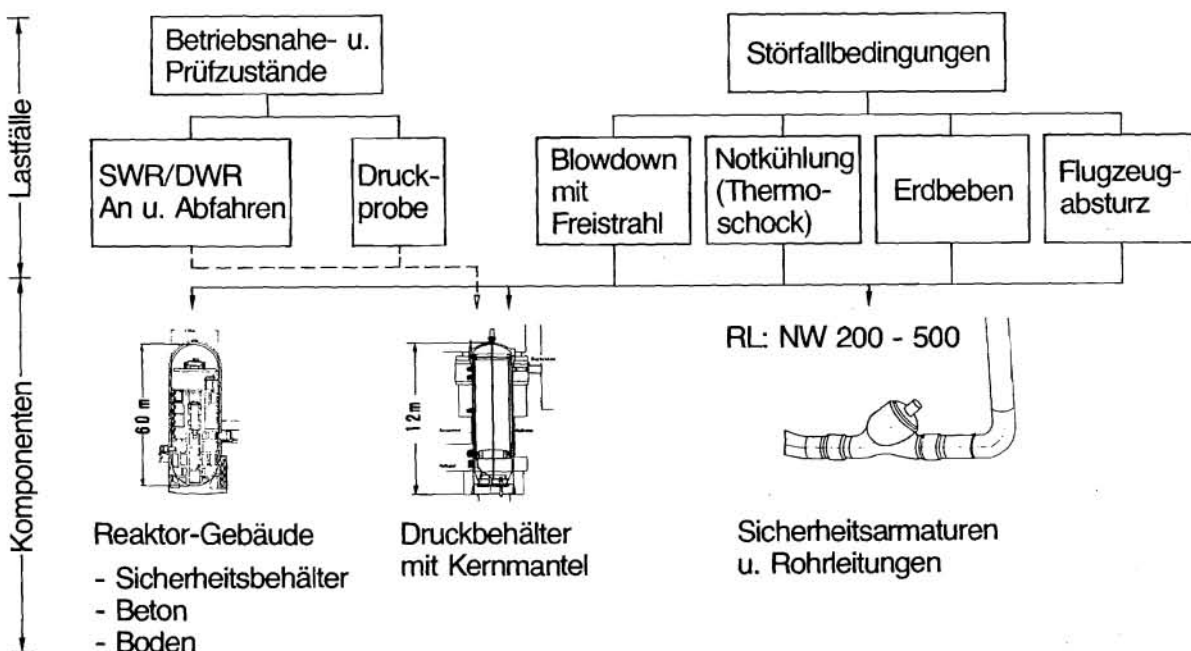 Betriebsnahe- u.
Prüfzustände
Störfallbedingungen
Lastfälle
SWR/DWR
An u. Abfahren
Druck-
probe
Blowdown
mit
Freistrahl
Notkühlung
(Thermo-
schock)
Erdbeben
Flugzeug-
absturz
Komponenten
60 m
12m
RL: NW 200 - 500
Reaktor-Gebäude
- Sicherheitsbehälter
- Beton
- Boden
Druckbehälter
mit Kernmantel
Sicherheitsarmaturen
u. Rohrleitungen